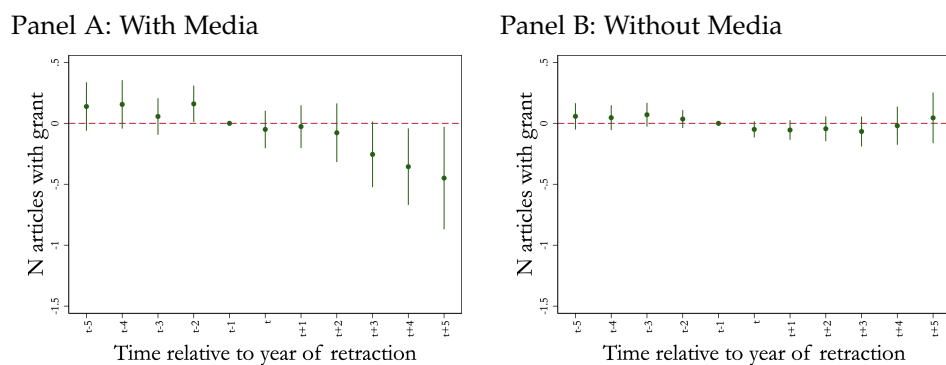 Panel A: With Media
N articles with grant
.5
0
-.5
-1
-1.5
t-5
t-4
t-3
t-2
t-1
t
t+1
t+2
t+3
t+4
t+5
Time relative to year of retraction
Panel B: Without Media
N articles with grant
.5
0
-.5
-1
-1.5
t-5
t-4
t-3
t-2
t-1
t
t+1
t+2
t+3
t+4
t+5
Time relative to year of retraction